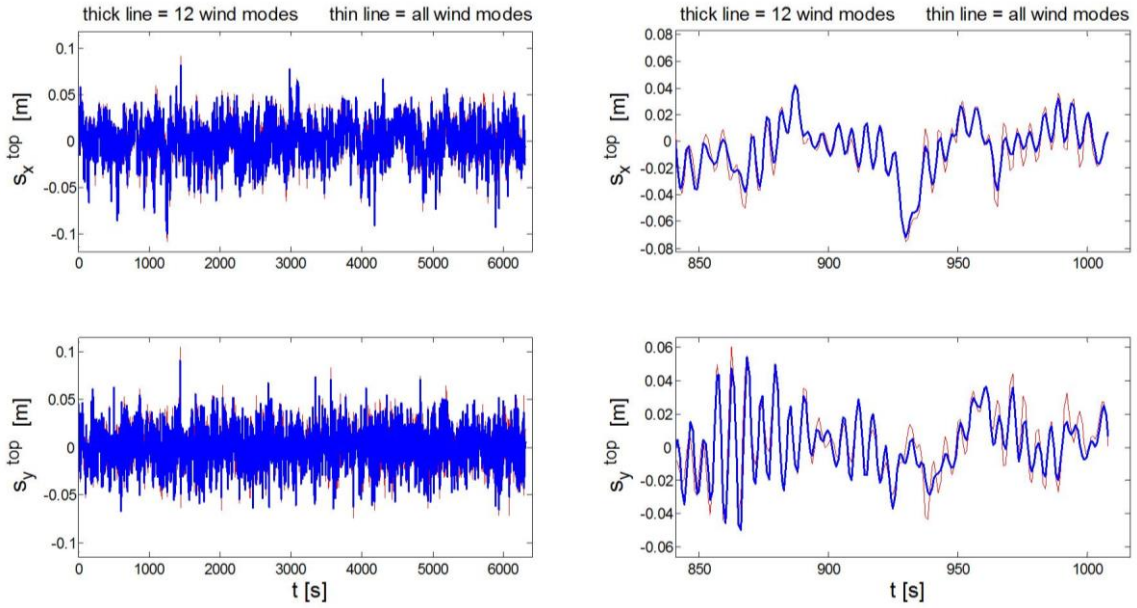 thick line = 12 wind modes thin line = all wind modes
0.1
0.05
0
-0.05
-0.1
s_x^top [m]
0 1000 2000 3000 4000 5000 6000
thick line = 12 wind modes thin line = all wind modes
0.08
0.06
0.04
0.02
0
-0.02
-0.04
-0.06
-0.08
s_x^top [m]
850 900 950 1000
0.1
0.05
0
-0.05
-0.1
s_y^top [m]
0 1000 2000 3000 4000 5000 6000
t [s]
0.06
0.04
0.02
0
-0.02
-0.04
-0.06
s_y^top [m]
850 900 950 1000
t [s]